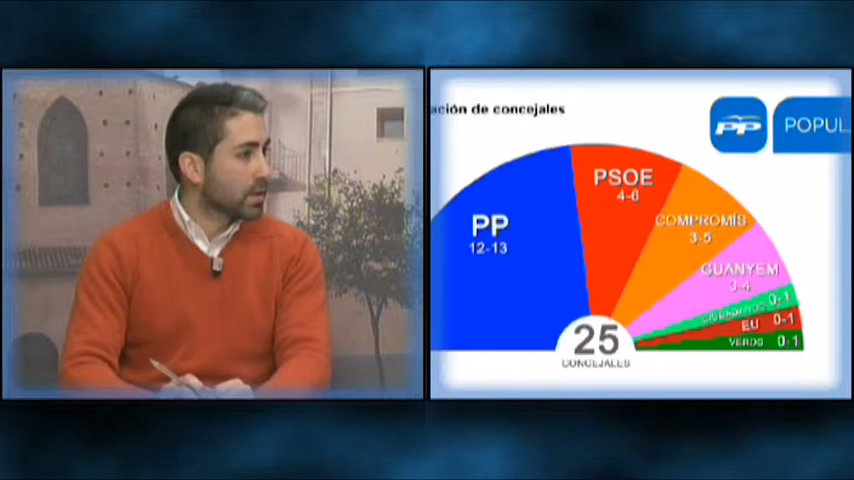 ación de concejales
PP
POPUL
PP
12-13
PSOE
4-6
COMPROMÍS
3-5
GUANYEM
3-4
CIUDADANOS 0-1
EU 0-1
VERDS 0-1
25
CONCEJALES